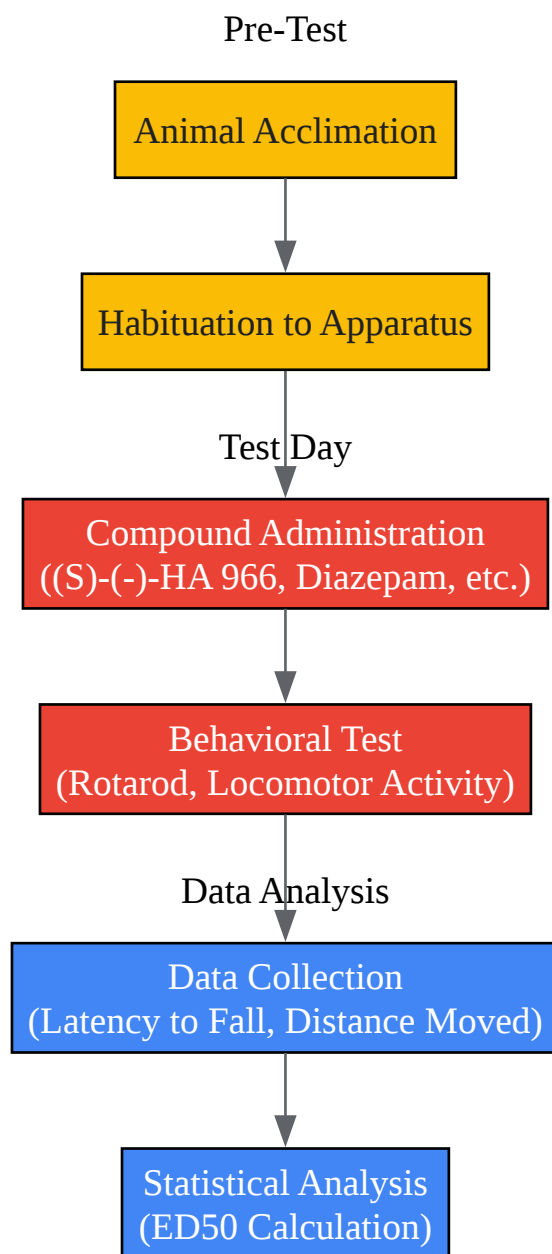 Pre-Test
Animal Acclimation
Habituation to Apparatus
Test Day
Compound Administration
((S)-(-)-HA 966, Diazepam, etc.)
Behavioral Test
(Rotarod, Locomotor Activity)
Data Analysis
Data Collection
(Latency to Fall, Distance Moved)
Statistical Analysis
(ED50 Calculation)